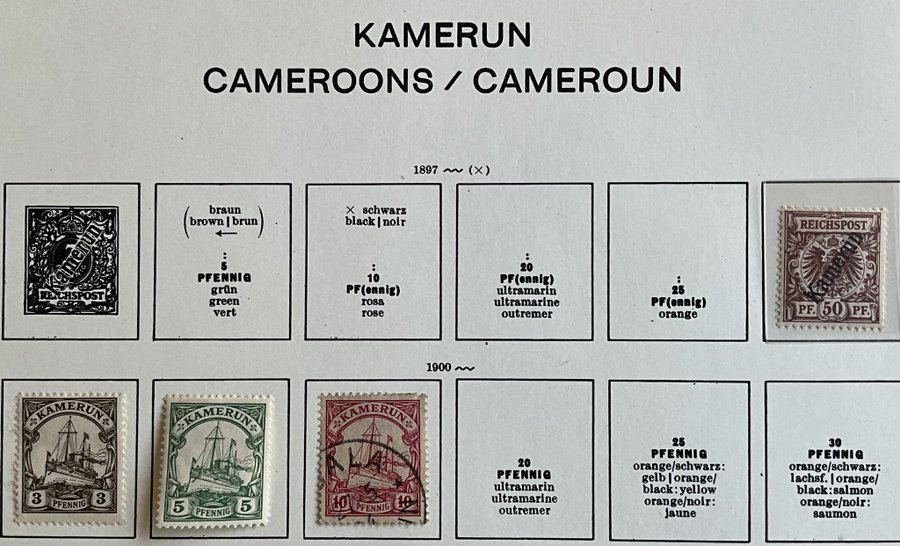 KAMERUN
CAMEROONS / CAMEROUN
1897 ~~ (×)
Kamerun
REICHSPOST
braun
(brown | brun)
←
:
5
PFENNIG
grün
green
vert
× schwarz
black | noir
:
10
PF(ennig)
rosa
rose
:
20
PF(ennig)
ultramarin
ultramarine
outremer
:
25
PF(ennig)
orange
REICHSPOST
Kamerun
PF. 50 PF.
1900 ~~
KAMERUN
3 PFENNIG 3
KAMERUN
5 PFENNIG 5
KAMERUN
ALA
10 PFENNIG 10
20
PFENNIG
ultramarin
ultramarine
outremer
25
PFENNIG
orange/schwarz:
gelb | orange/
black: yellow
orange/noir:
jaune
30
PFENNIG
orange/schwarz:
lachsf. | orange/
black: salmon
orange/noir:
saumon